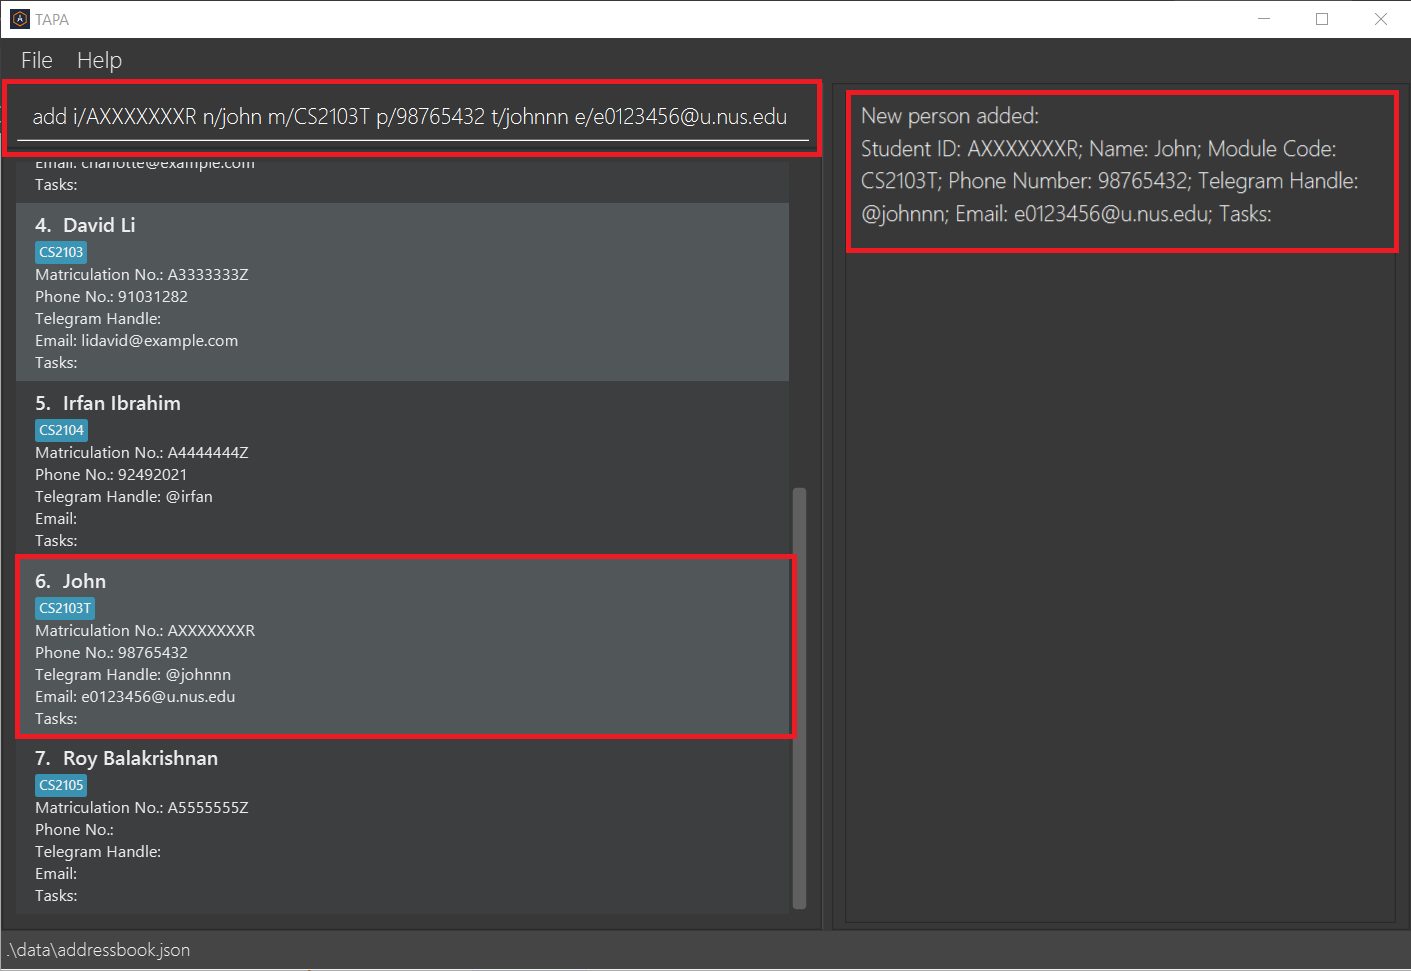 TAPA
File Help
add i/AXXXXXXXR n/john m/CS2103T p/98765432 t/johnnn e/e0123456@u.nus.edu
Email: charlotte@example.com
Tasks:
4. David Li
CS2103
Matriculation No.: A3333333Z
Phone No.: 91031282
Telegram Handle:
Email: lidavid@example.com
Tasks:
5. Irfan Ibrahim
CS2104
Matriculation No.: A4444444Z
Phone No.: 92492021
Telegram Handle: @irfan
Email:
Tasks:
6. John
CS2103T
Matriculation No.: AXXXXXXXR
Phone No.: 98765432
Telegram Handle: @johnnn
Email: e0123456@u.nus.edu
Tasks:
7. Roy Balakrishnan
CS2105
Matriculation No.: A5555555Z
Phone No.:
Telegram Handle:
Email:
Tasks:
New person added:
Student ID: AXXXXXXXR; Name: John; Module Code:
CS2103T; Phone Number: 98765432; Telegram Handle:
@johnnn; Email: e0123456@u.nus.edu; Tasks:
.\data\addressbook.json